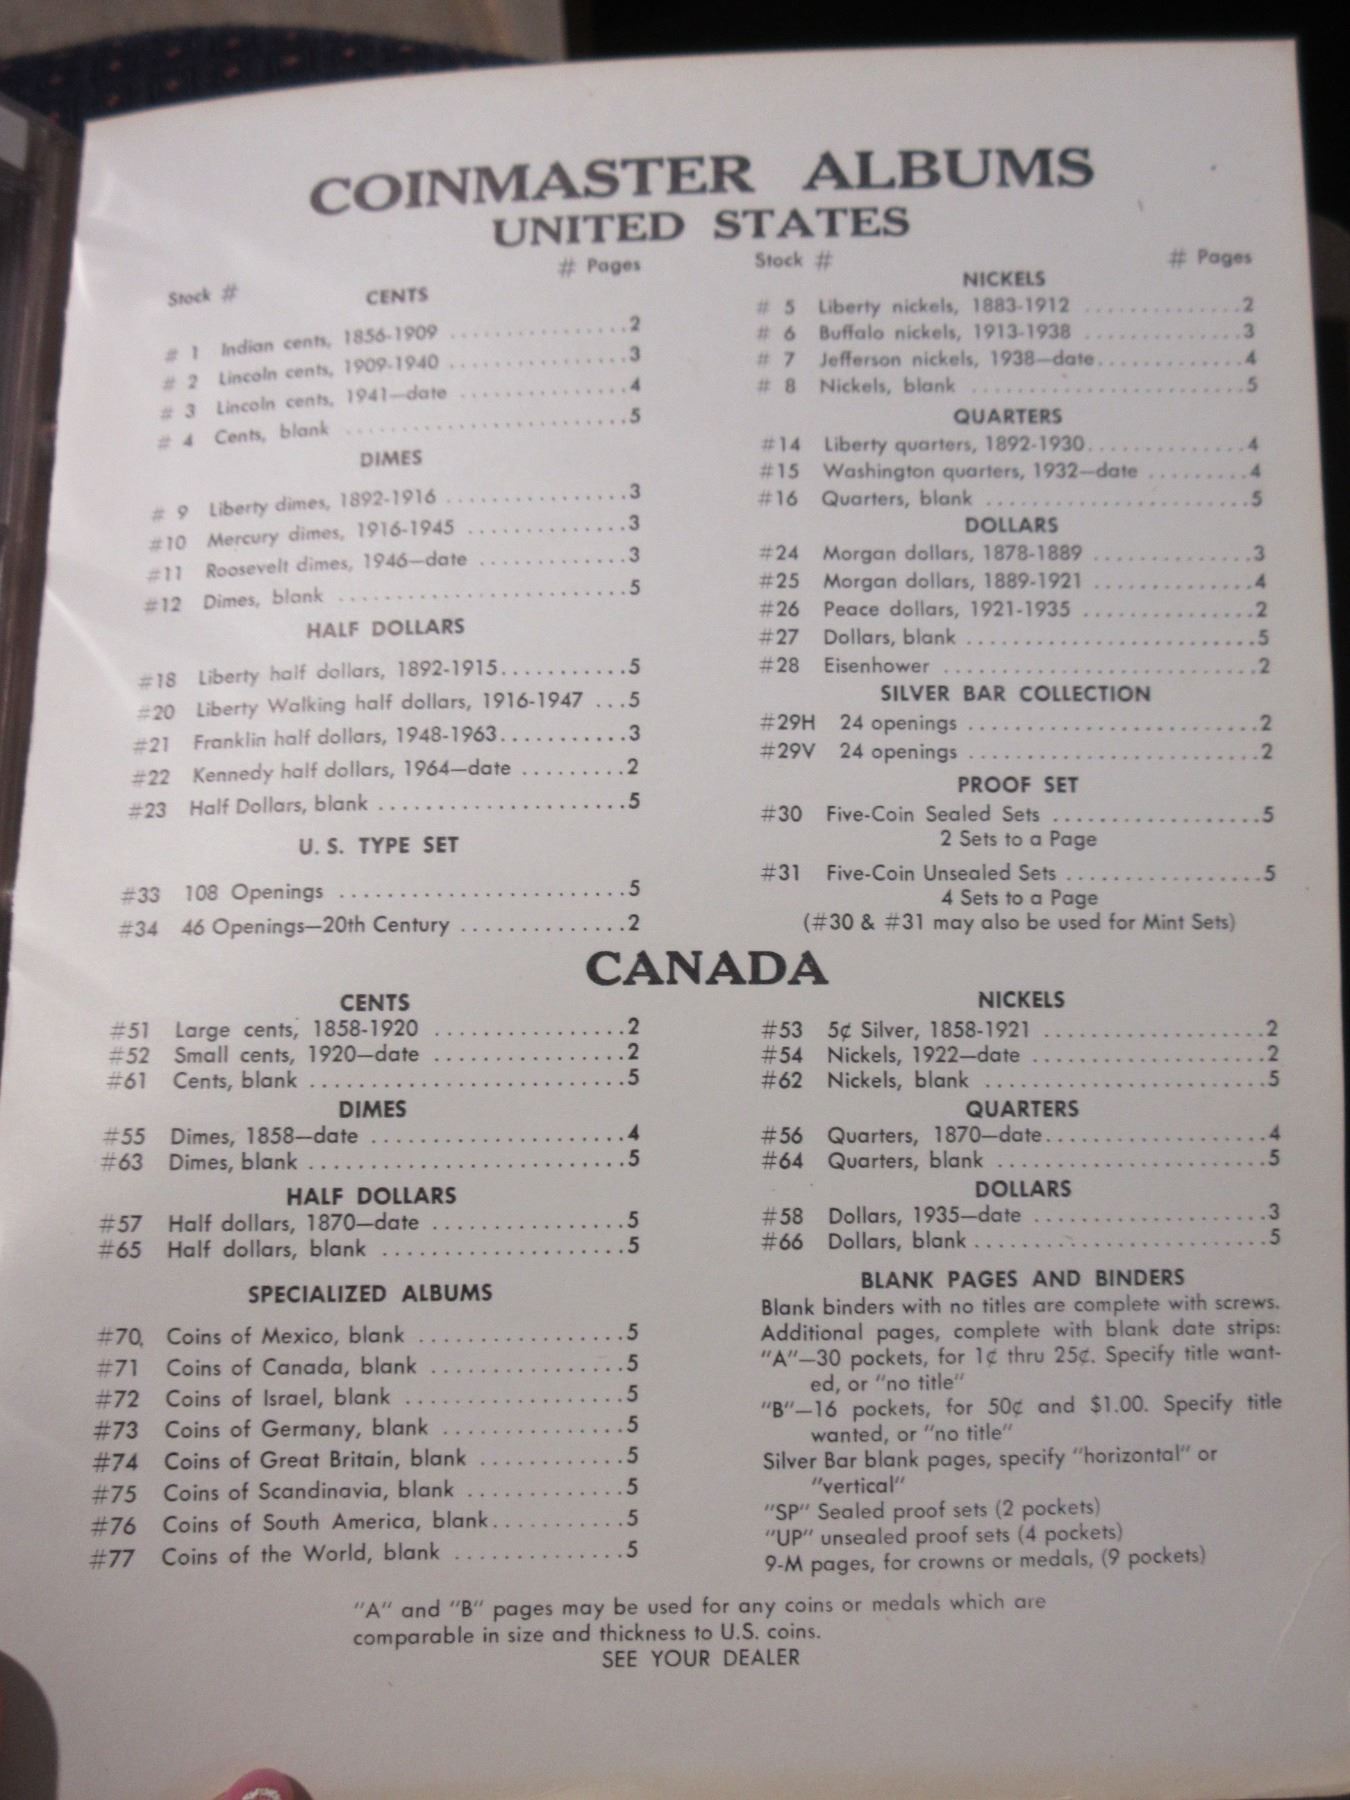 COINMASTER ALBUMS
UNITED STATES
Stock # # Pages
CENTS
# 1 Indian cents, 1856-1909 ................2
# 2 Lincoln cents, 1909-1940 ................3
# 3 Lincoln cents, 1941—date ...............4
# 4 Cents, blank .........................5
DIMES
# 9 Liberty dimes, 1892-1916 ................3
#10 Mercury dimes, 1916-1945 ..............3
#11 Roosevelt dimes, 1946—date .............3
#12 Dimes, blank .........................5
HALF DOLLARS
#18 Liberty half dollars, 1892-1915............5
#20 Liberty Walking half dollars, 1916-1947 ...5
#21 Franklin half dollars, 1948-1963............3
#22 Kennedy half dollars, 1964—date .........2
#23 Half Dollars, blank ......................5
U. S. TYPE SET
#33 108 Openings .........................5
#34 46 Openings—20th Century ..............2
Stock # # Pages
NICKELS
# 5 Liberty nickels, 1883-1912 ..............2
# 6 Buffalo nickels, 1913-1938 ..............3
# 7 Jefferson nickels, 1938—date.............4
# 8 Nickels, blank ........................5
QUARTERS
#14 Liberty quarters, 1892-1930..............4
#15 Washington quarters, 1932—date .........4
#16 Quarters, blank .......................5
DOLLARS
#24 Morgan dollars, 1878-1889 ..............3
#25 Morgan dollars, 1889-1921 ..............4
#26 Peace dollars, 1921-1935 ...............2
#27 Dollars, blank .........................5
#28 Eisenhower ...........................2
SILVER BAR COLLECTION
#29H 24 openings .........................2
#29V 24 openings .........................2
PROOF SET
#30 Five-Coin Sealed Sets ..................5
2 Sets to a Page
#31 Five-Coin Unsealed Sets .................5
4 Sets to a Page
(#30 & #31 may also be used for Mint Sets)
CANADA
CENTS
#51 Large cents, 1858-1920 .................2
#52 Small cents, 1920—date .................2
#61 Cents, blank ...........................5
DIMES
#55 Dimes, 1858—date ......................4
#63 Dimes, blank ...........................5
HALF DOLLARS
#57 Half dollars, 1870—date .................5
#65 Half dollars, blank ......................5
SPECIALIZED ALBUMS
#70, Coins of Mexico, blank ..................5
#71 Coins of Canada, blank .................5
#72 Coins of Israel, blank ...................5
#73 Coins of Germany, blank ................5
#74 Coins of Great Britain, blank .............5
#75 Coins of Scandinavia, blank ..............5
#76 Coins of South America, blank............5
#77 Coins of the World, blank ...............5
NICKELS
#53 5¢ Silver, 1858-1921 ....................2
#54 Nickels, 1922—date .....................2
#62 Nickels, blank .........................5
QUARTERS
#56 Quarters, 1870—date....................4
#64 Quarters, blank ........................5
DOLLARS
#58 Dollars, 1935—date .....................3
#66 Dollars, blank..........................5
BLANK PAGES AND BINDERS
Blank binders with no titles are complete with screws.
Additional pages, complete with blank date strips:
"A"—30 pockets, for 1¢ thru 25¢. Specify title want-
ed, or "no title"
"B"—16 pockets, for 50¢ and $1.00. Specify title
wanted, or "no title"
Silver Bar blank pages, specify "horizontal" or
"vertical"
"SP" Sealed proof sets (2 pockets)
"UP" unsealed proof sets (4 pockets)
9-M pages, for crowns or medals, (9 pockets)
"A" and "B" pages may be used for any coins or medals which are
comparable in size and thickness to U.S. coins.
SEE YOUR DEALER